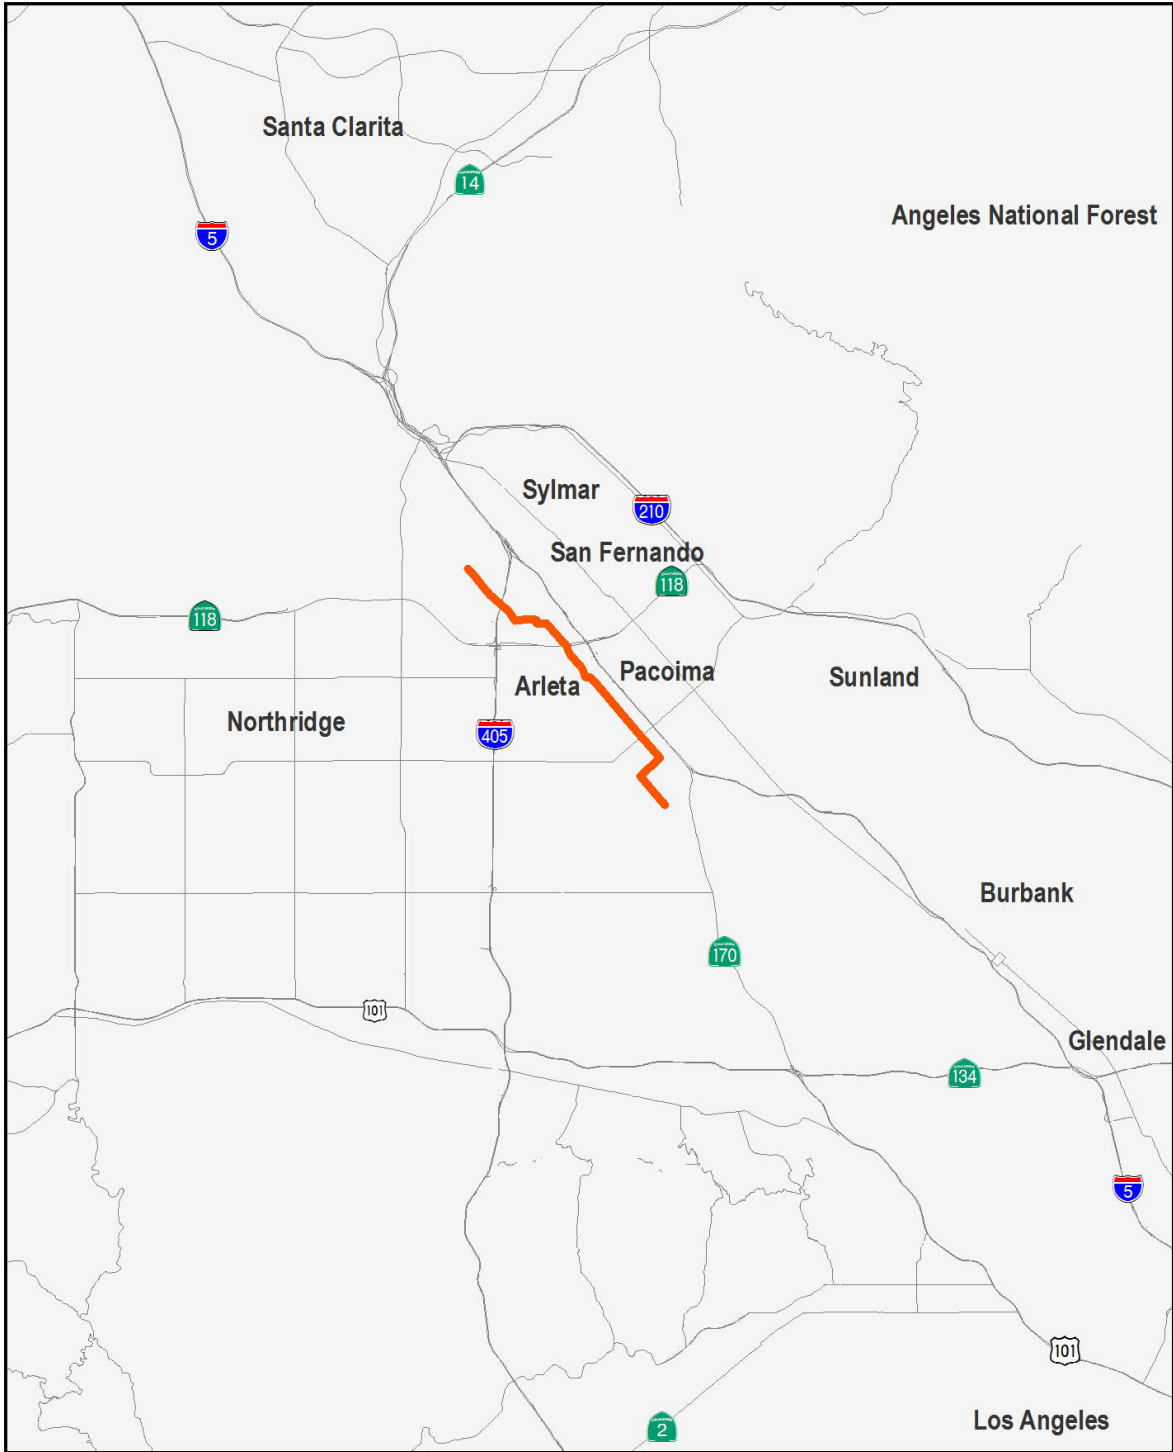 Santa Clarita
14
Angeles National Forest
5
Sylmar
210
San Fernando
118
118
Pacoima
Sunland
Arleta
Northridge
405
Burbank
170
101
Glendale
134
5
101
Los Angeles
2